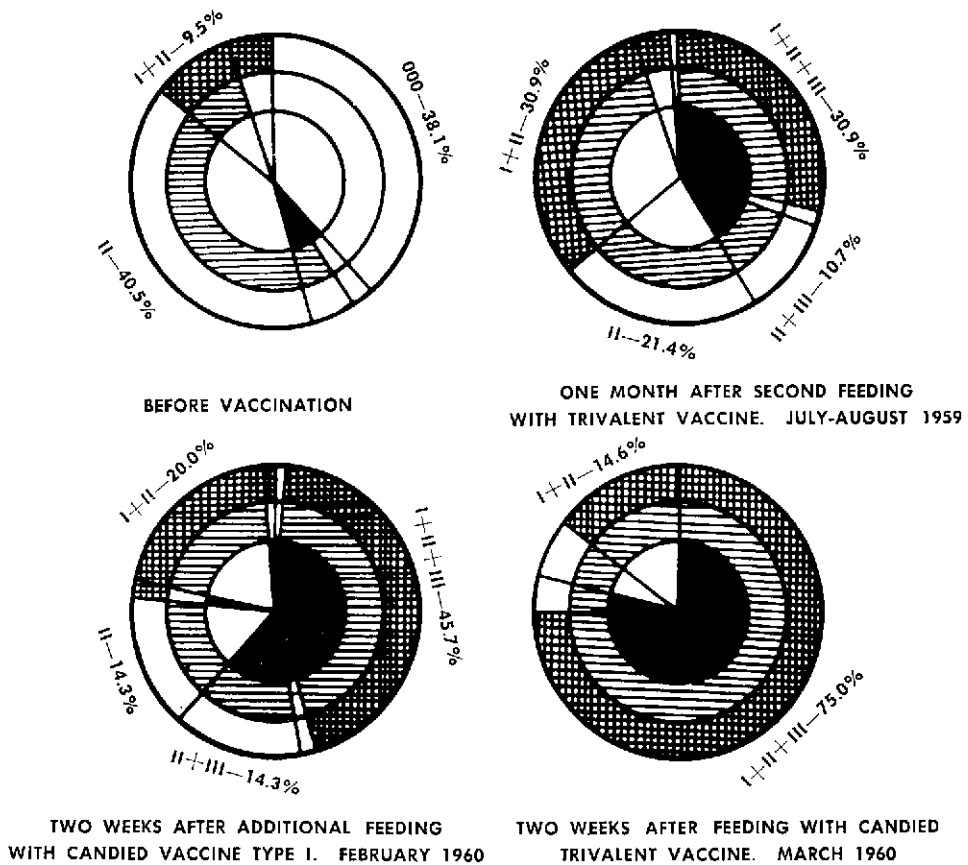 I+II—9.5%
000—38.1%
II—40.5%
BEFORE VACCINATION
I+II—30.9%
I+II+III—30.9%
II+III—10.7%
II—21.4%
ONE MONTH AFTER SECOND FEEDING
WITH TRIVALENT VACCINE. JULY-AUGUST 1959
I+II—20.0%
I+II+III—45.7%
II—14.3%
II+III—14.3%
TWO WEEKS AFTER ADDITIONAL FEEDING
WITH CANDIED VACCINE TYPE I. FEBRUARY 1960
I+II—14.6%
I+II+III—75.0%
TWO WEEKS AFTER FEEDING WITH CANDIED
TRIVALENT VACCINE. MARCH 1960